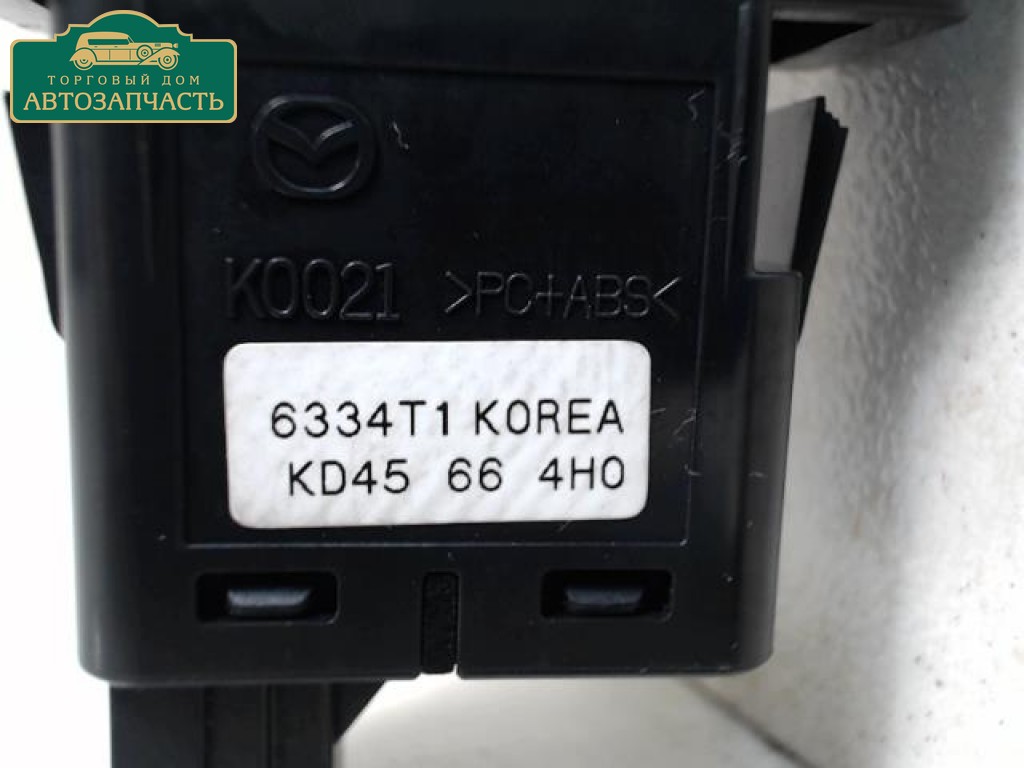 ТОРГОВЫЙ ДОМ
АВТОЗАПЧАСТЬ
K0021 >PC+ABS<
6334T1 KOREA
KD45 66 4H0